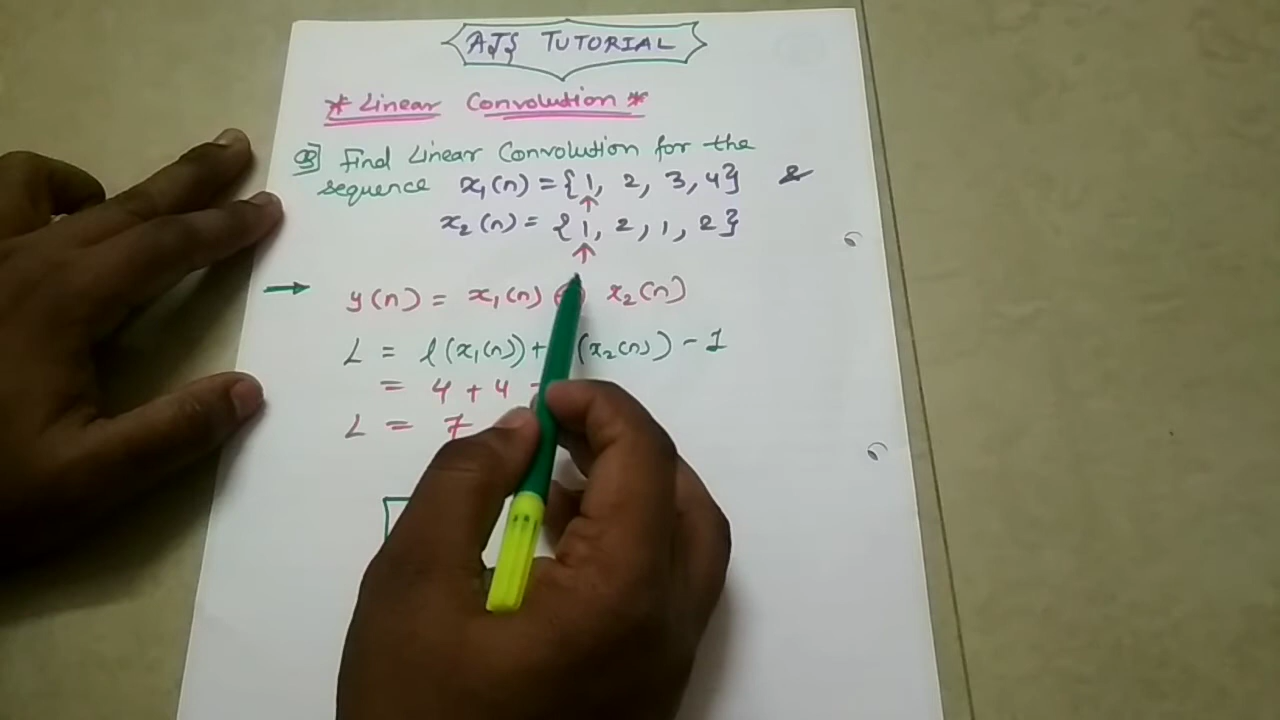 AJS TUTORIAL
* Linear Convolution *
Q] Find Linear Convolution for the
sequence x₁(n) = {1, 2, 3, 4} &
↑
x₂(n) = {1, 2, 1, 2}
↑
→ y(n) = x₁(n) x₂(n)
L = l(x₁(n)) + (x₂(n)) - 1
= 4 + 4 -
L = 7